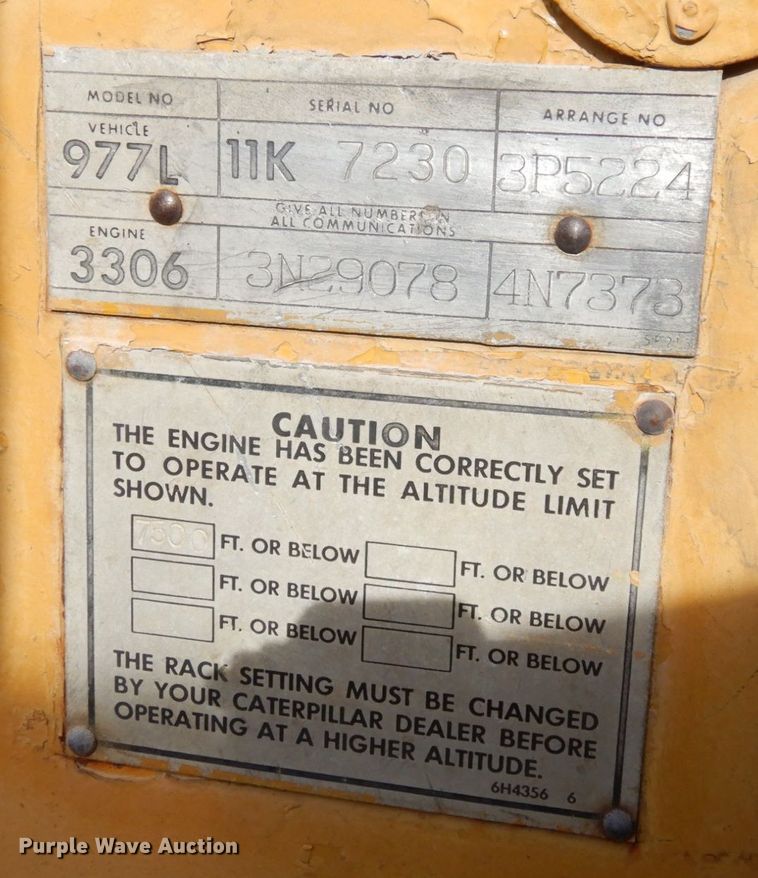 MODEL NO SERIAL NO ARRANGE NO
VEHICLE
977L 11K 7230 3P5224
GIVE ALL NUMBERS IN
ALL COMMUNICATIONS
ENGINE
3306 3N29078 4N7373
CAUTION
THE ENGINE HAS BEEN CORRECTLY SET
TO OPERATE AT THE ALTITUDE LIMIT
SHOWN.
7500 FT. OR BELOW FT. OR BELOW
FT. OR BELOW FT. OR BELOW
FT. OR BELOW FT. OR BELOW
THE RACK SETTING MUST BE CHANGED
BY YOUR CATERPILLAR DEALER BEFORE
OPERATING AT A HIGHER ALTITUDE.
6H4356 6
Purple Wave Auction